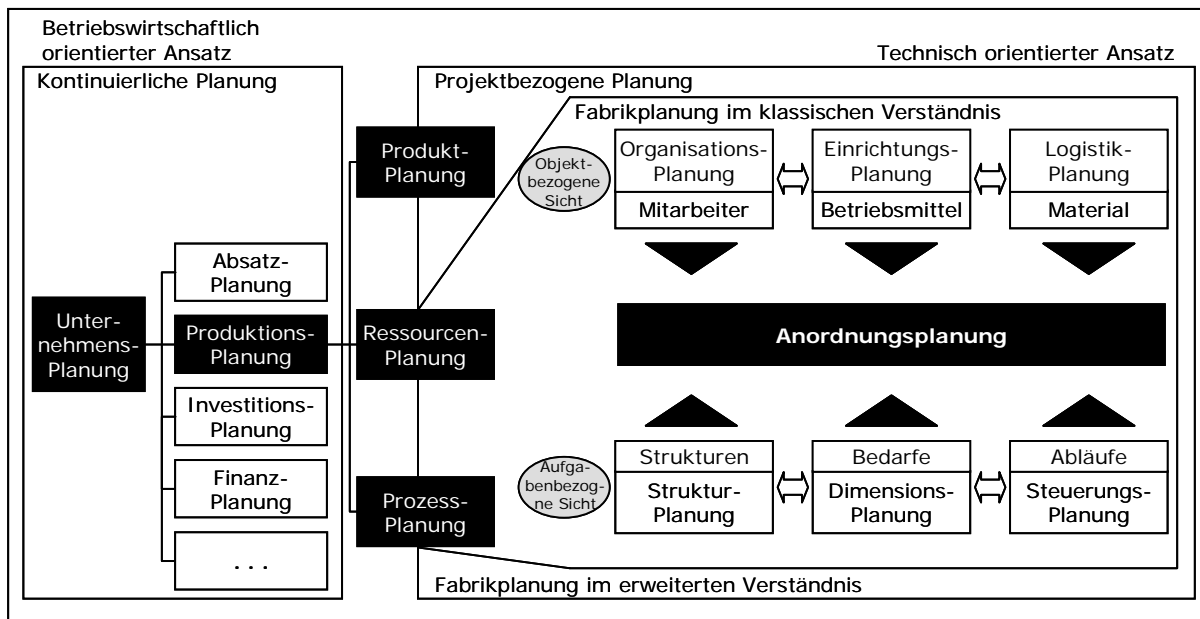 Betriebswirtschaftlich
orientierter Ansatz
Technisch orientierter Ansatz
Kontinuierliche Planung
Unter-
nehmens-
Planung
Absatz-
Planung
Produktions-
Planung
Investitions-
Planung
Finanz-
Planung
. . .
Produkt-
Planung
Ressourcen-
Planung
Prozess-
Planung
Projektbezogene Planung
Fabrikplanung im klassischen Verständnis
Objekt-
bezogene
Sicht
Organisations-
Planung
Mitarbeiter
Einrichtungs-
Planung
Betriebsmittel
Logistik-
Planung
Material
Anordnungsplanung
Aufga-
benbezog-
ne Sicht
Strukturen
Struktur-
Planung
Bedarfe
Dimensions-
Planung
Abläufe
Steuerungs-
Planung
Fabrikplanung im erweiterten Verständnis